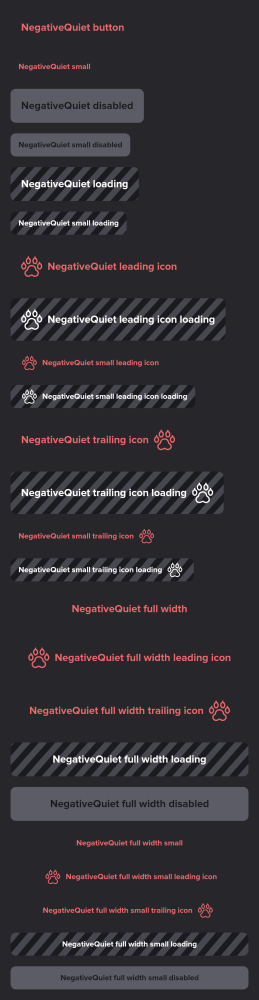 NegativeQuiet button
NegativeQuiet small
NegativeQuiet disabled
NegativeQuiet small disabled
NegativeQuiet loading
NegativeQuiet small loading
NegativeQuiet leading icon
NegativeQuiet leading icon loading
NegativeQuiet small leading icon
NegativeQuiet small leading icon loading
NegativeQuiet trailing icon
NegativeQuiet trailing icon loading
NegativeQuiet small trailing icon
NegativeQuiet small trailing icon loading
NegativeQuiet full width
NegativeQuiet full width leading icon
NegativeQuiet full width trailing icon
NegativeQuiet full width loading
NegativeQuiet full width disabled
NegativeQuiet full width small
NegativeQuiet full width small leading icon
NegativeQuiet full width small trailing icon
NegativeQuiet full width small loading
NegativeQuiet full width small disabled